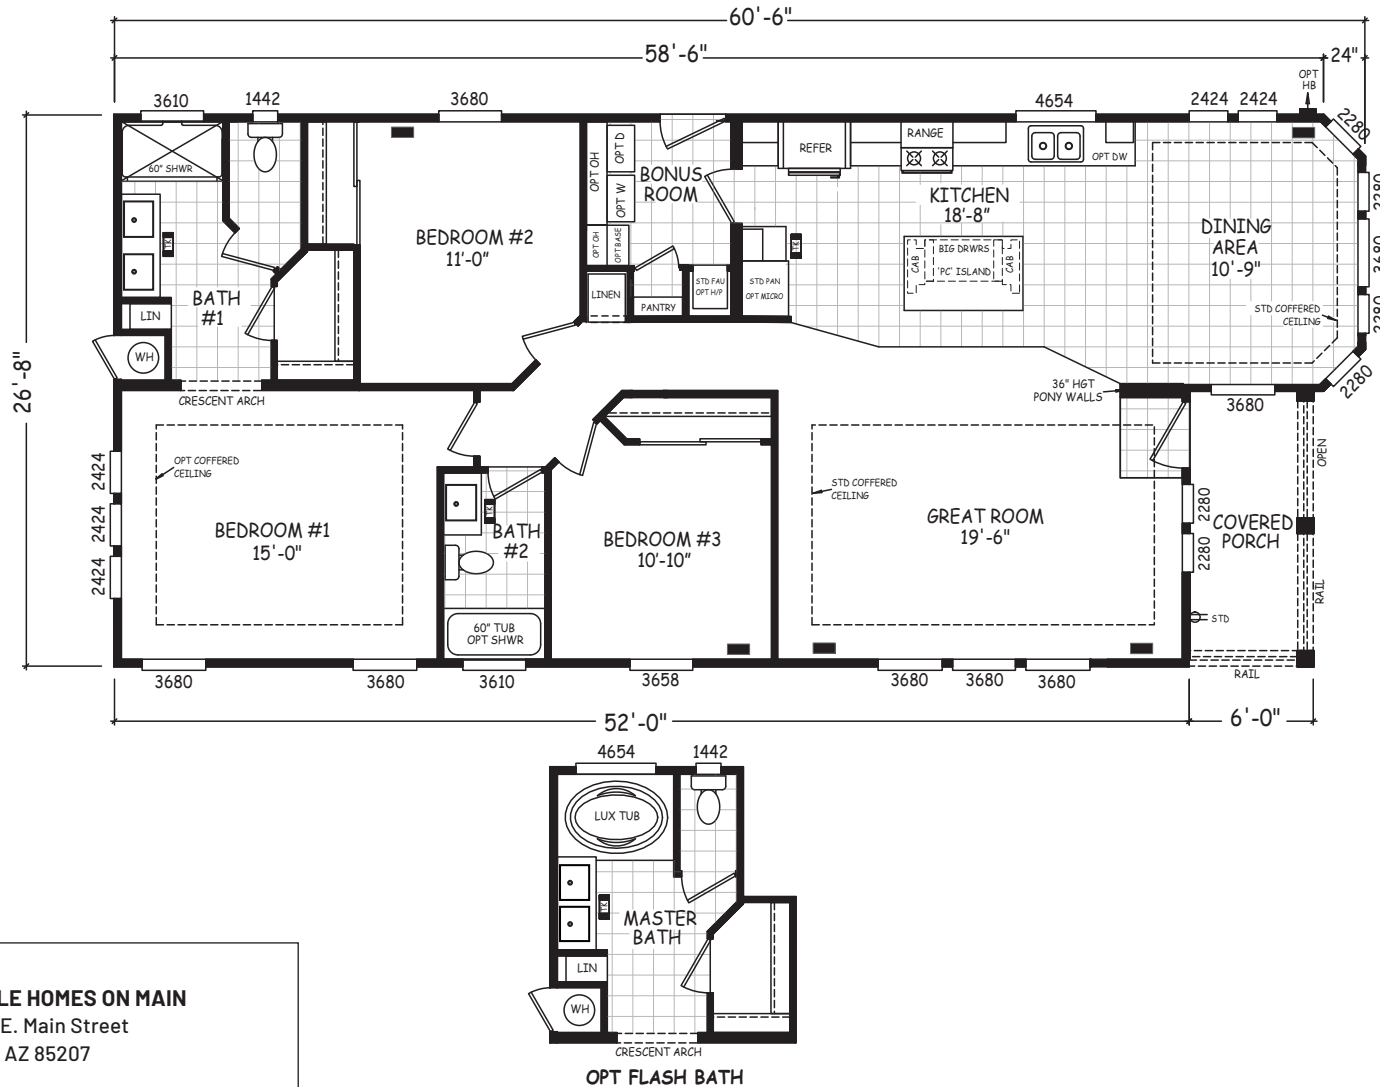 60'-6"
58'-6"
24"
OPT
HB
3610
1442
3680
4654
2424
2424
2280
60" SHWR
OPT OH
OPT D
BONUS
ROOM
OPT W
OPT OH
OPT BASE
REFER
RANGE
OPT DW
KITCHEN
18'-8"
BIG DRWRS
CAB
'PC' ISLAND
CAB
DINING
AREA
10'-9"
STD COFFERED
CEILING
2280
3680
2280
2280
BEDROOM #2
11'-0"
TK
BATH
#1
LIN
WH
LINEN
PANTRY
STD FAU
OPT H/P
STD PAN
OPT MICRO
TK
26'-8"
CRESCENT ARCH
36" HGT
PONY WALLS
3680
OPEN
OPT COFFERED
CEILING
2424
2424
2424
BEDROOM #1
15'-0"
TK
BATH
#2
60" TUB
OPT SHWR
BEDROOM #3
10'-10"
STD COFFERED
CEILING
GREAT ROOM
19'-6"
2280
2280
COVERED
PORCH
RAIL
STD
RAIL
3680
3680
3610
3658
3680
3680
3680
52'-0"
6'-0"
4654
1442
LUX TUB
TK
MASTER
BATH
LIN
WH
CRESCENT ARCH
OPT FLASH BATH
LE HOMES ON MAIN
E. Main Street
AZ 85207